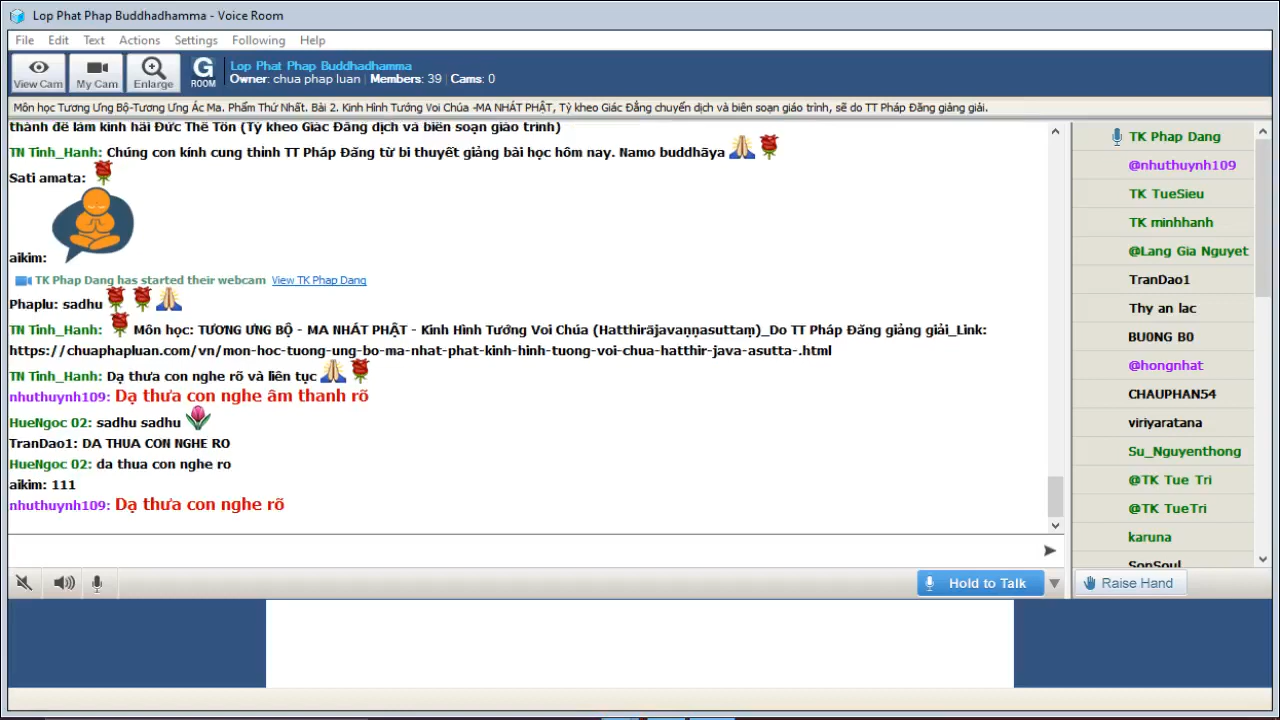 Lop Phat Phap Buddhadhamma - Voice Room
File Edit Text Actions Settings Following Help
View Cam My Cam Enlarge G ROOM
Lop Phat Phap Buddhadhamma
Owner: chua phap luan | Members: 39 | Cams: 0
Môn học Tương Ưng Bộ-Tương Ưng Ác Ma. Phẩm Thứ Nhất. Bài 2. Kinh Hình Tướng Voi Chúa -MA NHÁT PHẬT, Tỳ kheo Giác Đẳng chuyển dịch và biên soạn giáo trình, sẽ do TT Pháp Đăng giảng giải.
thành để làm kinh hãi Đức Thế Tôn (Tỳ kheo Giác Đẳng dịch và biên soạn giáo trình)
TN Tinh_Hanh: Chúng con kính cung thỉnh TT Pháp Đăng từ bi thuyết giảng bài học hôm nay. Namo buddhāya
Sati amata:
aikim:
TK Phap Dang has started their webcam View TK Phap Dang
Phaplu: sadhu
TN Tinh_Hanh: Môn học: TƯƠNG ƯNG BỘ - MA NHÁT PHẬT - Kinh Hình Tướng Voi Chúa (Hatthirājavaṇṇasuttaṃ)_Do TT Pháp Đăng giảng giải_Link:
https://chuaphapluan.com/vn/mon-hoc-tuong-ung-bo-ma-nhat-phat-kinh-hinh-tuong-voi-chua-hatthir-java-asutta-.html
TN Tinh_Hanh: Dạ thưa con nghe rõ và liên tục
nhuthuynh109: Dạ thưa con nghe âm thanh rõ
HueNgoc 02: sadhu sadhu
TranDao1: DA THUA CON NGHE RO
HueNgoc 02: da thua con nghe ro
aikim: 111
nhuthuynh109: Dạ thưa con nghe rõ
TK Phap Dang
@nhuthuynh109
TK TueSieu
TK minhhanh
@Lang Gia Nguyet
TranDao1
Thy an lac
BU0NG B0
@hongnhat
CHAUPHAN54
viriyaratana
Su_Nguyenthong
@TK Tue Tri
@TK TueTri
karuna
SonSoul
Hold to Talk
Raise Hand